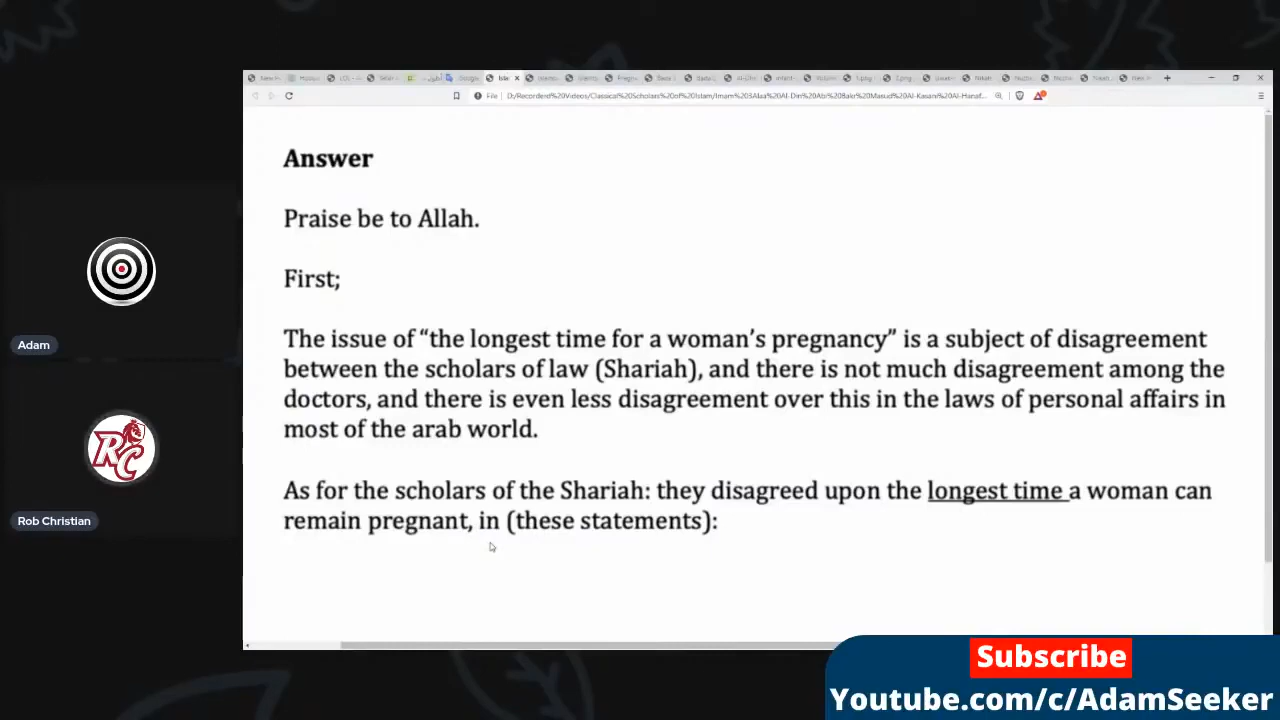 Answer
Praise be to Allah.
First;
The issue of “the longest time for a woman’s pregnancy” is a subject of disagreement
between the scholars of law (Shariah), and there is not much disagreement among the
doctors, and there is even less disagreement over this in the laws of personal affairs in
most of the arab world.
As for the scholars of the Shariah: they disagreed upon the longest time a woman can
remain pregnant, in (these statements):
Adam
RC
Rob Christian
Subscribe
Youtube.com/c/AdamSeeker